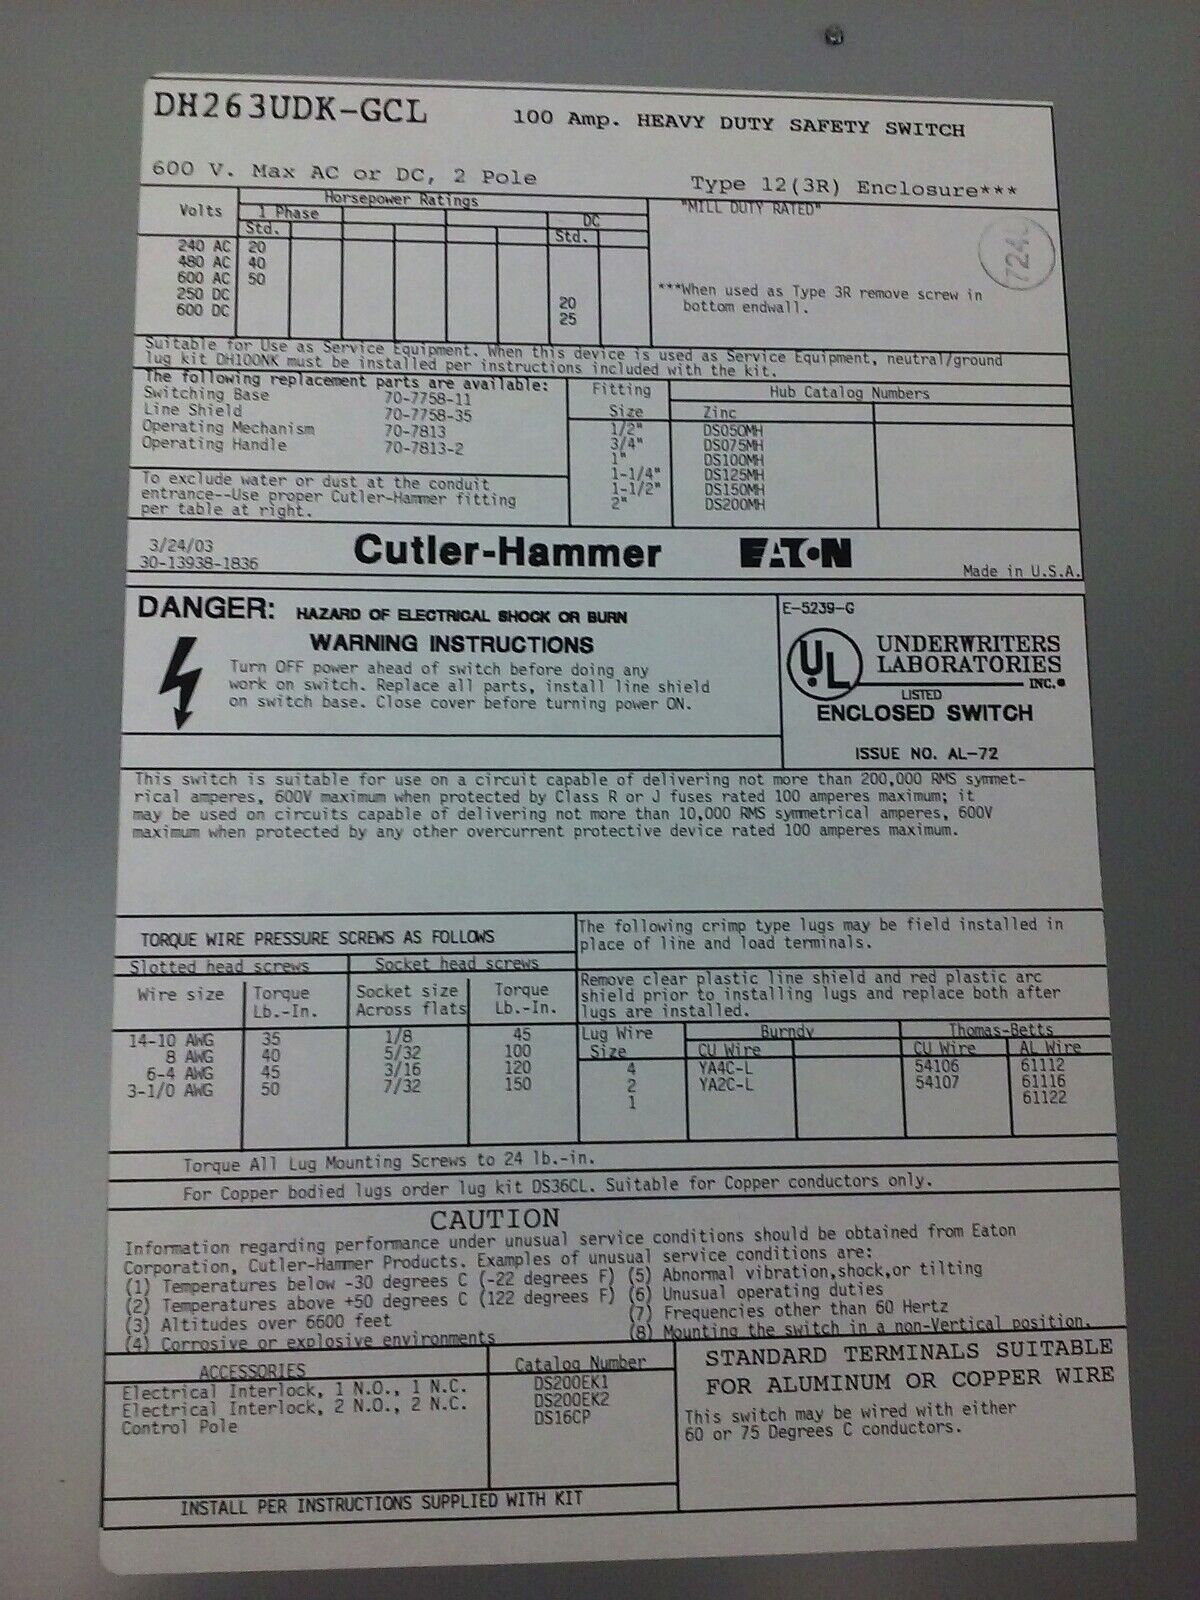 DH263UDK-GCL
100 Amp. HEAVY DUTY SAFETY SWITCH
600 V. Max AC or DC, 2 Pole
Type 12(3R) Enclosure***
Volts
Horsepower Ratings
1 Phase
DC
Std.
Std.
240 AC 20
480 AC 40
600 AC 50
250 DC 20
600 DC 25
"MILL DUTY RATED"
724
***When used as Type 3R remove screw in
bottom endwall.
Suitable for Use as Service Equipment. When this device is used as Service Equipment, neutral/ground
lug kit DH100NK must be installed per instructions included with the kit.
The following replacement parts are available:
Switching Base 70-7758-11
Line Shield 70-7758-35
Operating Mechanism 70-7813
Operating Handle 70-7813-2
To exclude water or dust at the conduit
entrance--Use proper Cutler-Hammer fitting
per table at right.
Fitting
Size
Hub Catalog Numbers
Zinc
1/2" DS050MH
3/4" DS075MH
1" DS100MH
1-1/4" DS125MH
1-1/2" DS150MH
2" DS200MH
3/24/03
30-13938-1836
Cutler-Hammer
EATON
Made in U.S.A.
DANGER: HAZARD OF ELECTRICAL SHOCK OR BURN
WARNING INSTRUCTIONS
Turn OFF power ahead of switch before doing any
work on switch. Replace all parts, install line shield
on switch base. Close cover before turning power ON.
E-5239-G
UL
UNDERWRITERS
LABORATORIES
INC.®
LISTED
ENCLOSED SWITCH
ISSUE NO. AL-72
This switch is suitable for use on a circuit capable of delivering not more than 200,000 RMS symmet-
rical amperes, 600V maximum when protected by Class R or J fuses rated 100 amperes maximum; it
may be used on circuits capable of delivering not more than 10,000 RMS symmetrical amperes, 600V
maximum when protected by any other overcurrent protective device rated 100 amperes maximum.
TORQUE WIRE PRESSURE SCREWS AS FOLLOWS
Slotted head screws
Socket head screws
Wire size
Torque
Lb.-In.
Socket size
Across flats
Torque
Lb.-In.
14-10 AWG 35 1/8 45
8 AWG 40 5/32 100
6-4 AWG 45 3/16 120
3-1/0 AWG 50 7/32 150
The following crimp type lugs may be field installed in
place of line and load terminals.
Remove clear plastic line shield and red plastic arc
shield prior to installing lugs and replace both after
lugs are installed.
Lug Wire
Size
Burndy
Thomas-Betts
CU Wire
CU Wire
AL Wire
4 YA4C-L 54106 61112
2 YA2C-L 54107 61116
1 61122
Torque All Lug Mounting Screws to 24 lb.-in.
For Copper bodied lugs order lug kit DS36CL. Suitable for Copper conductors only.
CAUTION
Information regarding performance under unusual service conditions should be obtained from Eaton
Corporation, Cutler-Hammer Products. Examples of unusual service conditions are:
(1) Temperatures below -30 degrees C (-22 degrees F)
(2) Temperatures above +50 degrees C (122 degrees F)
(3) Altitudes over 6600 feet
(4) Corrosive or explosive environments
(5) Abnormal vibration,shock,or tilting
(6) Unusual operating duties
(7) Frequencies other than 60 Hertz
(8) Mounting the switch in a non-Vertical position.
ACCESSORIES
Catalog Number
Electrical Interlock, 1 N.O., 1 N.C. DS200EK1
Electrical Interlock, 2 N.O., 2 N.C. DS200EK2
Control Pole DS16CP
INSTALL PER INSTRUCTIONS SUPPLIED WITH KIT
STANDARD TERMINALS SUITABLE
FOR ALUMINUM OR COPPER WIRE
This switch may be wired with either
60 or 75 Degrees C conductors.